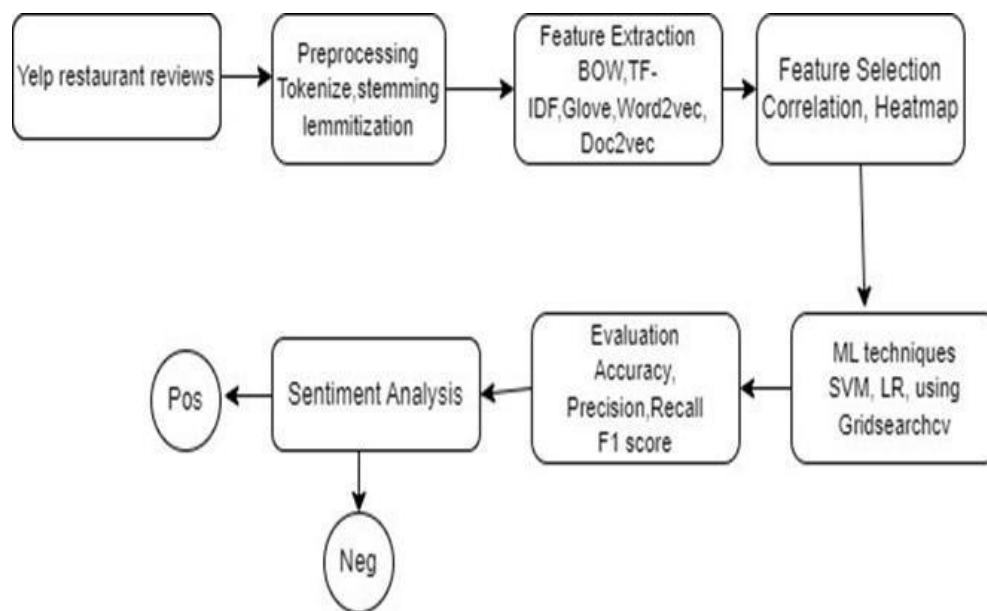 Yelp restaurant reviews
Preprocessing
Tokenize,stemming
lemmitization
Feature Extraction
BOW,TF-
IDF,Glove,Word2vec,
Doc2vec
Feature Selection
Correlation, Heatmap
ML techniques
SVM, LR, using
Gridsearchcv
Evaluation
Accuracy,
Precision,Recall
F1 score
Sentiment Analysis
Pos
Neg